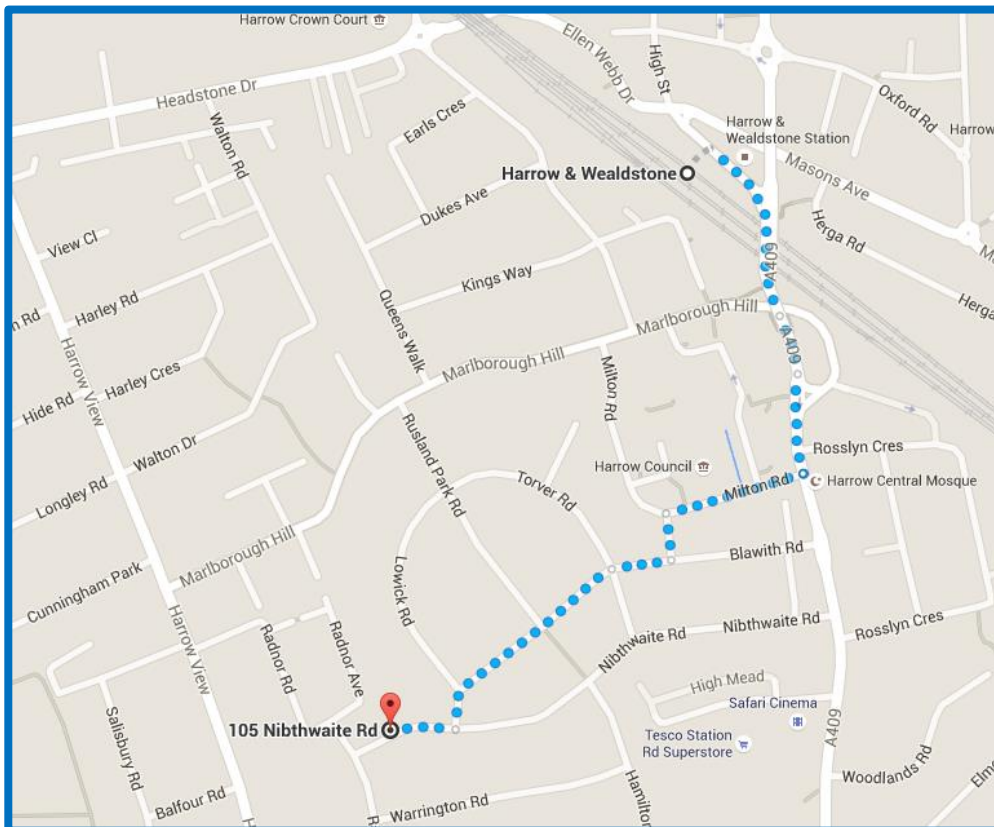 Harrow Crown Court
Headstone Dr
Ellen Webb Dr
High St
Oxford Rd
Harrow
Walton Rd
Earls Cres
Harrow &
Wealdstone Station
Masons Ave
Harrow & Wealdstone
Dukes Ave
Herga Rd
View Cl
A409
Kings Way
Harley Rd
Queens Walk
Herga
Marlborough Hill
Harrow View
A409
Marlborough Hill
Milton Rd
Harley Cres
Hide Rd
Rusland Park Rd
Walton Dr
Rosslyn Cres
Harrow Council
Longley Rd
Torver Rd
Milton Rd
Harrow Central Mosque
Blawith Rd
Marlborough Hill
Lowick Rd
Cunningham Park
Harrow View
Radnor Rd
Radnor Ave
Nibthwaite Rd
Nibthwaite Rd
Rosslyn Cres
High Mead
Safari Cinema
105 Nibthwaite Rd
Salisbury Rd
Tesco Station
Rd Superstore
A409
Woodlands Rd
Balfour Rd
Warrington Rd
Hamilton